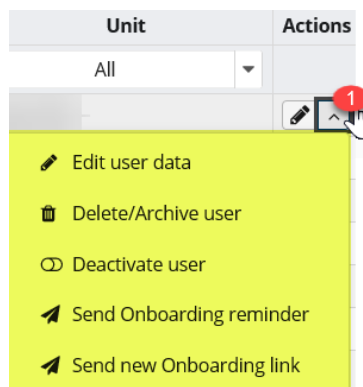 Unit Actions
All
1
Edit user data
Delete/Archive user
Deactivate user
Send Onboarding reminder
Send new Onboarding link